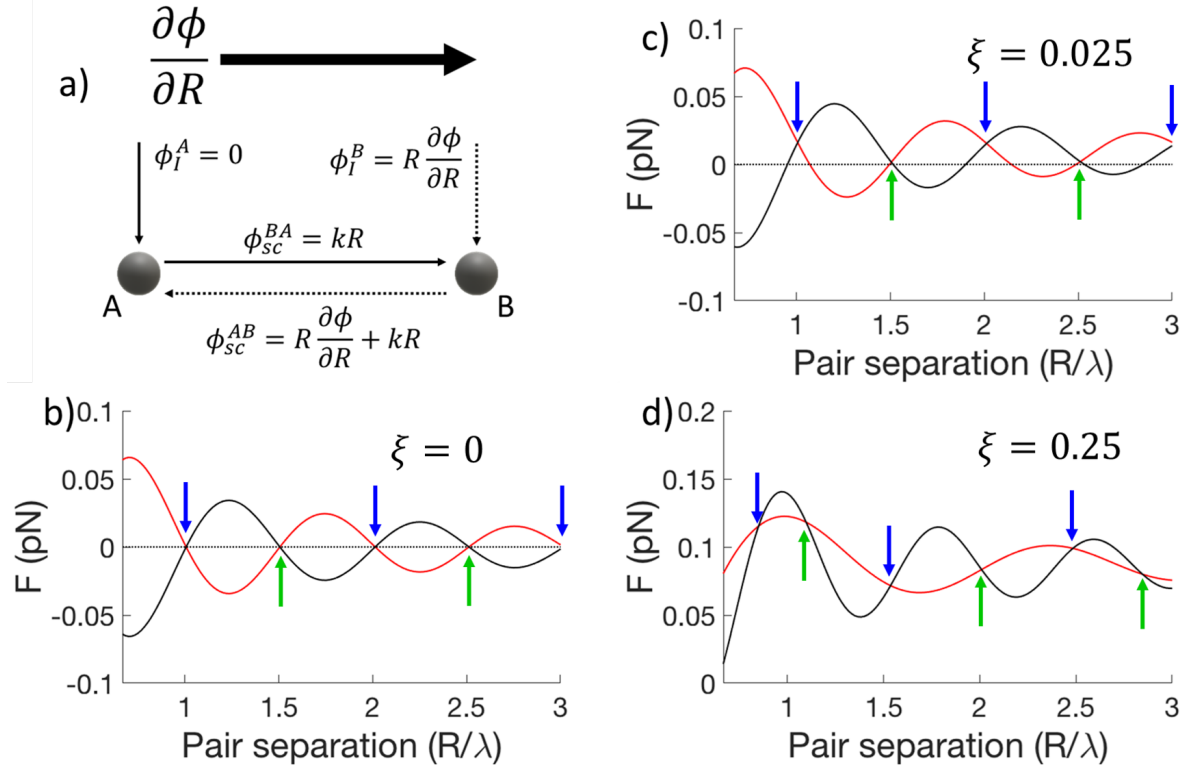 a)
∂ϕ
∂R
ϕ_I^A = 0
ϕ_I^B = R ∂ϕ/∂R
ϕ_sc^BA = kR
A
B
ϕ_sc^AB = R ∂ϕ/∂R + kR
b)
ξ = 0
0.1
0.05
0
-0.05
-0.1
F (pN)
1
1.5
2
2.5
3
Pair separation (R/λ)
c)
ξ = 0.025
0.1
0.05
0
-0.05
-0.1
F (pN)
1
1.5
2
2.5
3
Pair separation (R/λ)
d)
ξ = 0.25
0.2
0.15
0.1
0.05
0
F (pN)
1
1.5
2
2.5
3
Pair separation (R/λ)